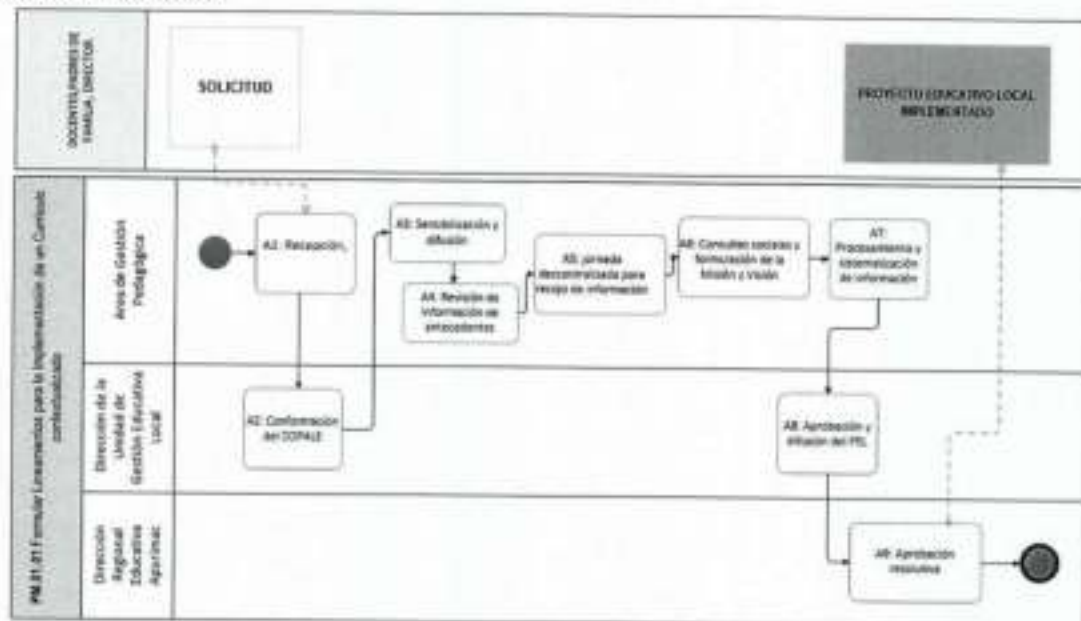 DOCENTES,PADRES DE
FAMILIA, DIRECTOR
SOLICITUD
PROYECTO EDUCATIVO LOCAL
IMPLEMENTADO
PM.01.01 Formular Lineamientos para la Implementación de un Currículo
contextualizado
Área de Gestión
Pedagógica
A1: Recepción,
A3: Sensibilización y
difusión
A4: Revisión de
información de
antecedentes
A5: jornada
descentralizada para
recojo de información
A6: Consultas sociales y
formulación de la
Misión y Visión
A7:
Procesamiento y
sistematización
de información
Dirección de la
Unidad de
Gestión Educativa
Local
A2: Conformación
del
A8: Aprobación y
difusión del PEL
Dirección
Regional
Educativa
Apurímac
A9: Aprobación
resolutiva